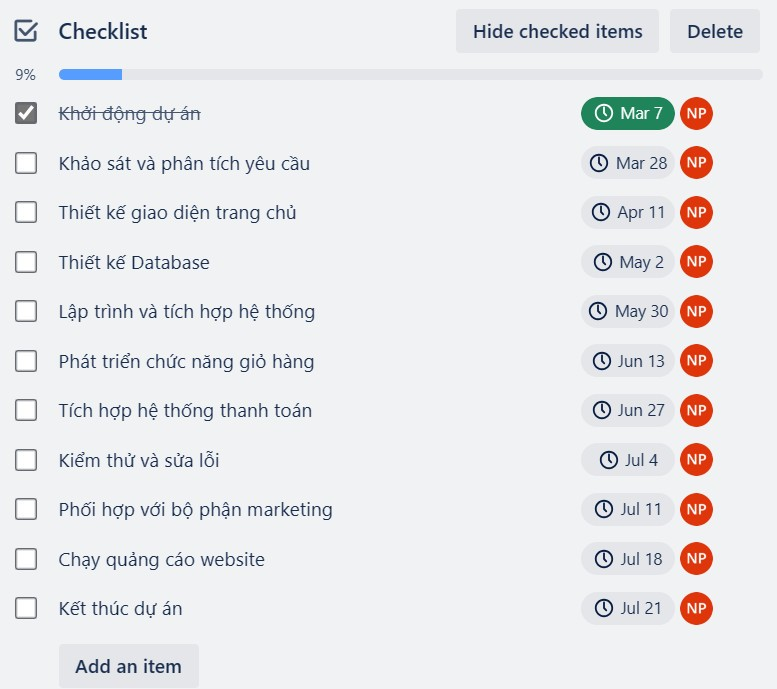 Checklist Hide checked items Delete
9%
Khởi động dự án Mar 7 NP
Khảo sát và phân tích yêu cầu Mar 28 NP
Thiết kế giao diện trang chủ Apr 11 NP
Thiết kế Database May 2 NP
Lập trình và tích hợp hệ thống May 30 NP
Phát triển chức năng giỏ hàng Jun 13 NP
Tích hợp hệ thống thanh toán Jun 27 NP
Kiểm thử và sửa lỗi Jul 4 NP
Phối hợp với bộ phận marketing Jul 11 NP
Chạy quảng cáo website Jul 18 NP
Kết thúc dự án Jul 21 NP
Add an item